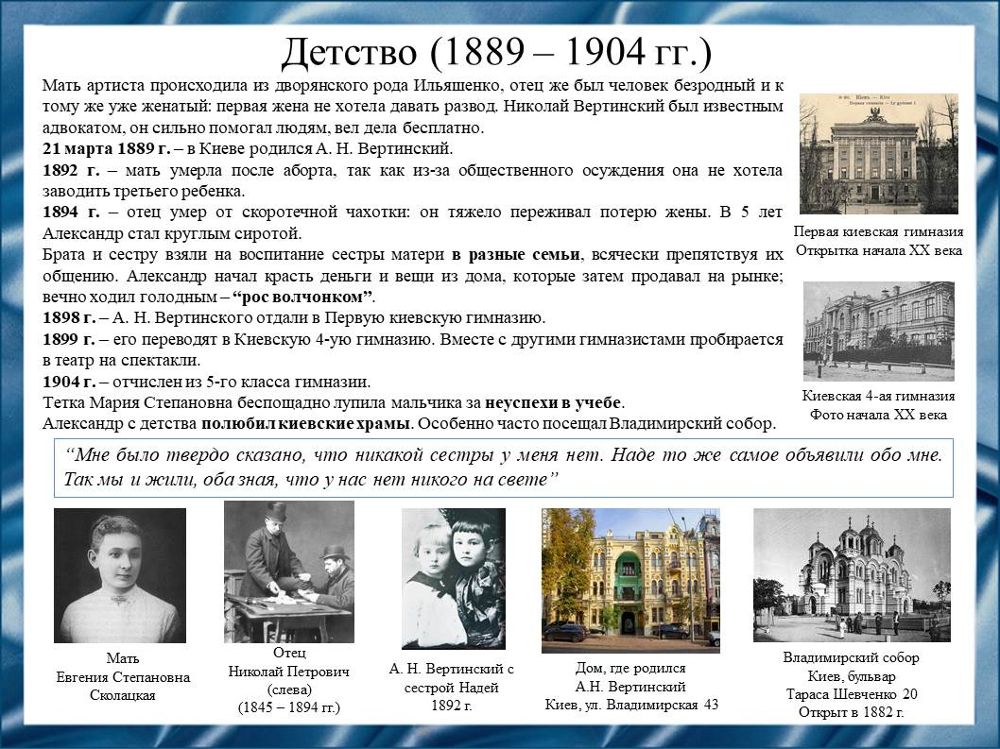 Детство (1889 – 1904 гг.)
Мать артиста происходила из дворянского рода Ильяшенко, отец же был человек безродный и к
тому же уже женатый: первая жена не хотела давать развод. Николай Вертинский был известным
адвокатом, он сильно помогал людям, вел дела бесплатно.
21 марта 1889 г. – в Киеве родился А. Н. Вертинский.
1892 г. – мать умерла после аборта, так как из-за общественного осуждения она не хотела
заводить третьего ребенка.
1894 г. – отец умер от скоротечной чахотки: он тяжело переживал потерю жены. В 5 лет
Александр стал круглым сиротой.
Брата и сестру взяли на воспитание сестры матери в разные семьи, всячески препятствуя их
общению. Александр начал красть деньги и вещи из дома, которые затем продавал на рынке;
вечно ходил голодным – “рос волчонком”.
1898 г. – А. Н. Вертинского отдали в Первую киевскую гимназию.
1899 г. – его переводят в Киевскую 4-ую гимназию. Вместе с другими гимназистами пробирается
в театр на спектакли.
1904 г. – отчислен из 5-го класса гимназии.
Тетка Мария Степановна беспощадно лупила мальчика за неуспехи в учебе.
Александр с детства полюбил киевские храмы. Особенно часто посещал Владимирский собор.
Первая киевская гимназия
Открытка начала XX века
Киевская 4-ая гимназия
Фото начала XX века
“Мне было твердо сказано, что никакой сестры у меня нет. Наде то же самое объявили обо мне.
Так мы и жили, оба зная, что у нас нет никого на свете”
Мать
Евгения Степановна
Сколацкая
Отец
Николай Петрович
(слева)
(1845 – 1894 гг.)
А. Н. Вертинский с
сестрой Надей
1892 г.
Дом, где родился
А.Н. Вертинский
Киев, ул. Владимирская 43
Владимирский собор
Киев, бульвар
Тараса Шевченко 20
Открыт в 1882 г.